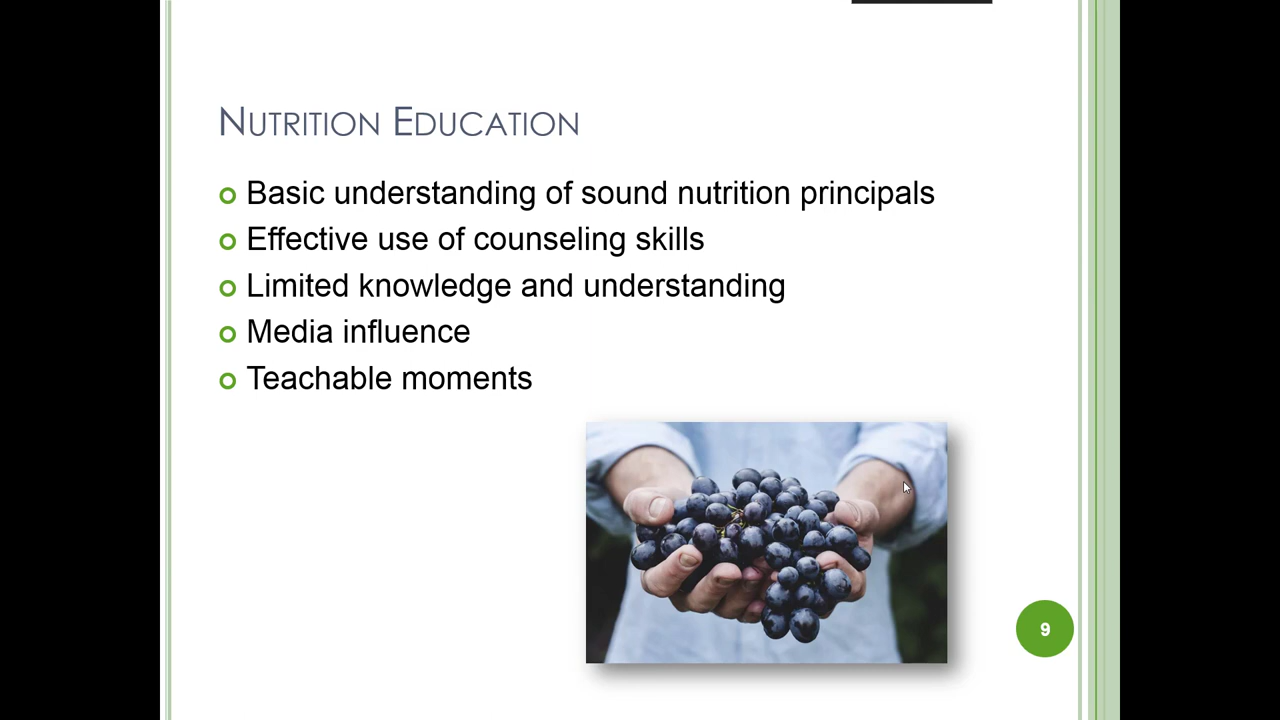 Nutrition Education
Basic understanding of sound nutrition principals
Effective use of counseling skills
Limited knowledge and understanding
Media influence
Teachable moments
9